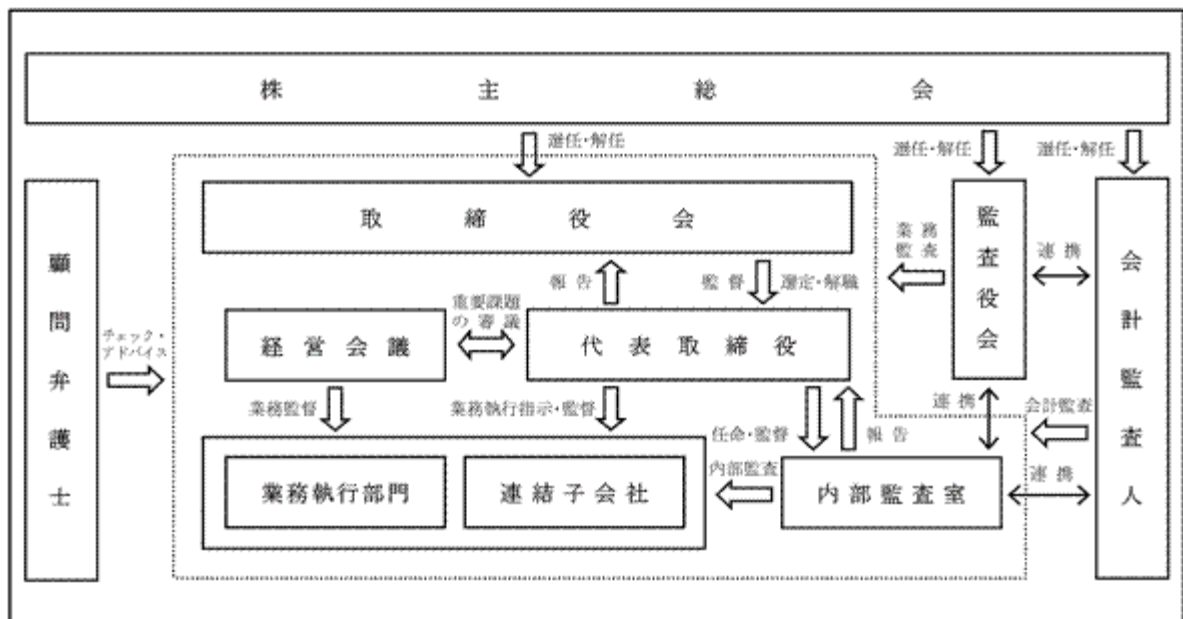 株主総会
選任・解任
選任・解任
選任・解任
取締役会
監査役会
会計監査人
顧問弁護士
業務
監査
連携
報告
監督
選定・解職
重要課題
の審議
経営会議
代表取締役
チェック・
アドバイス
業務監督
業務執行指示・監督
連携
会計監査
任命・監督
報告
内部監査
業務執行部門
連結子会社
内部監査室
連携